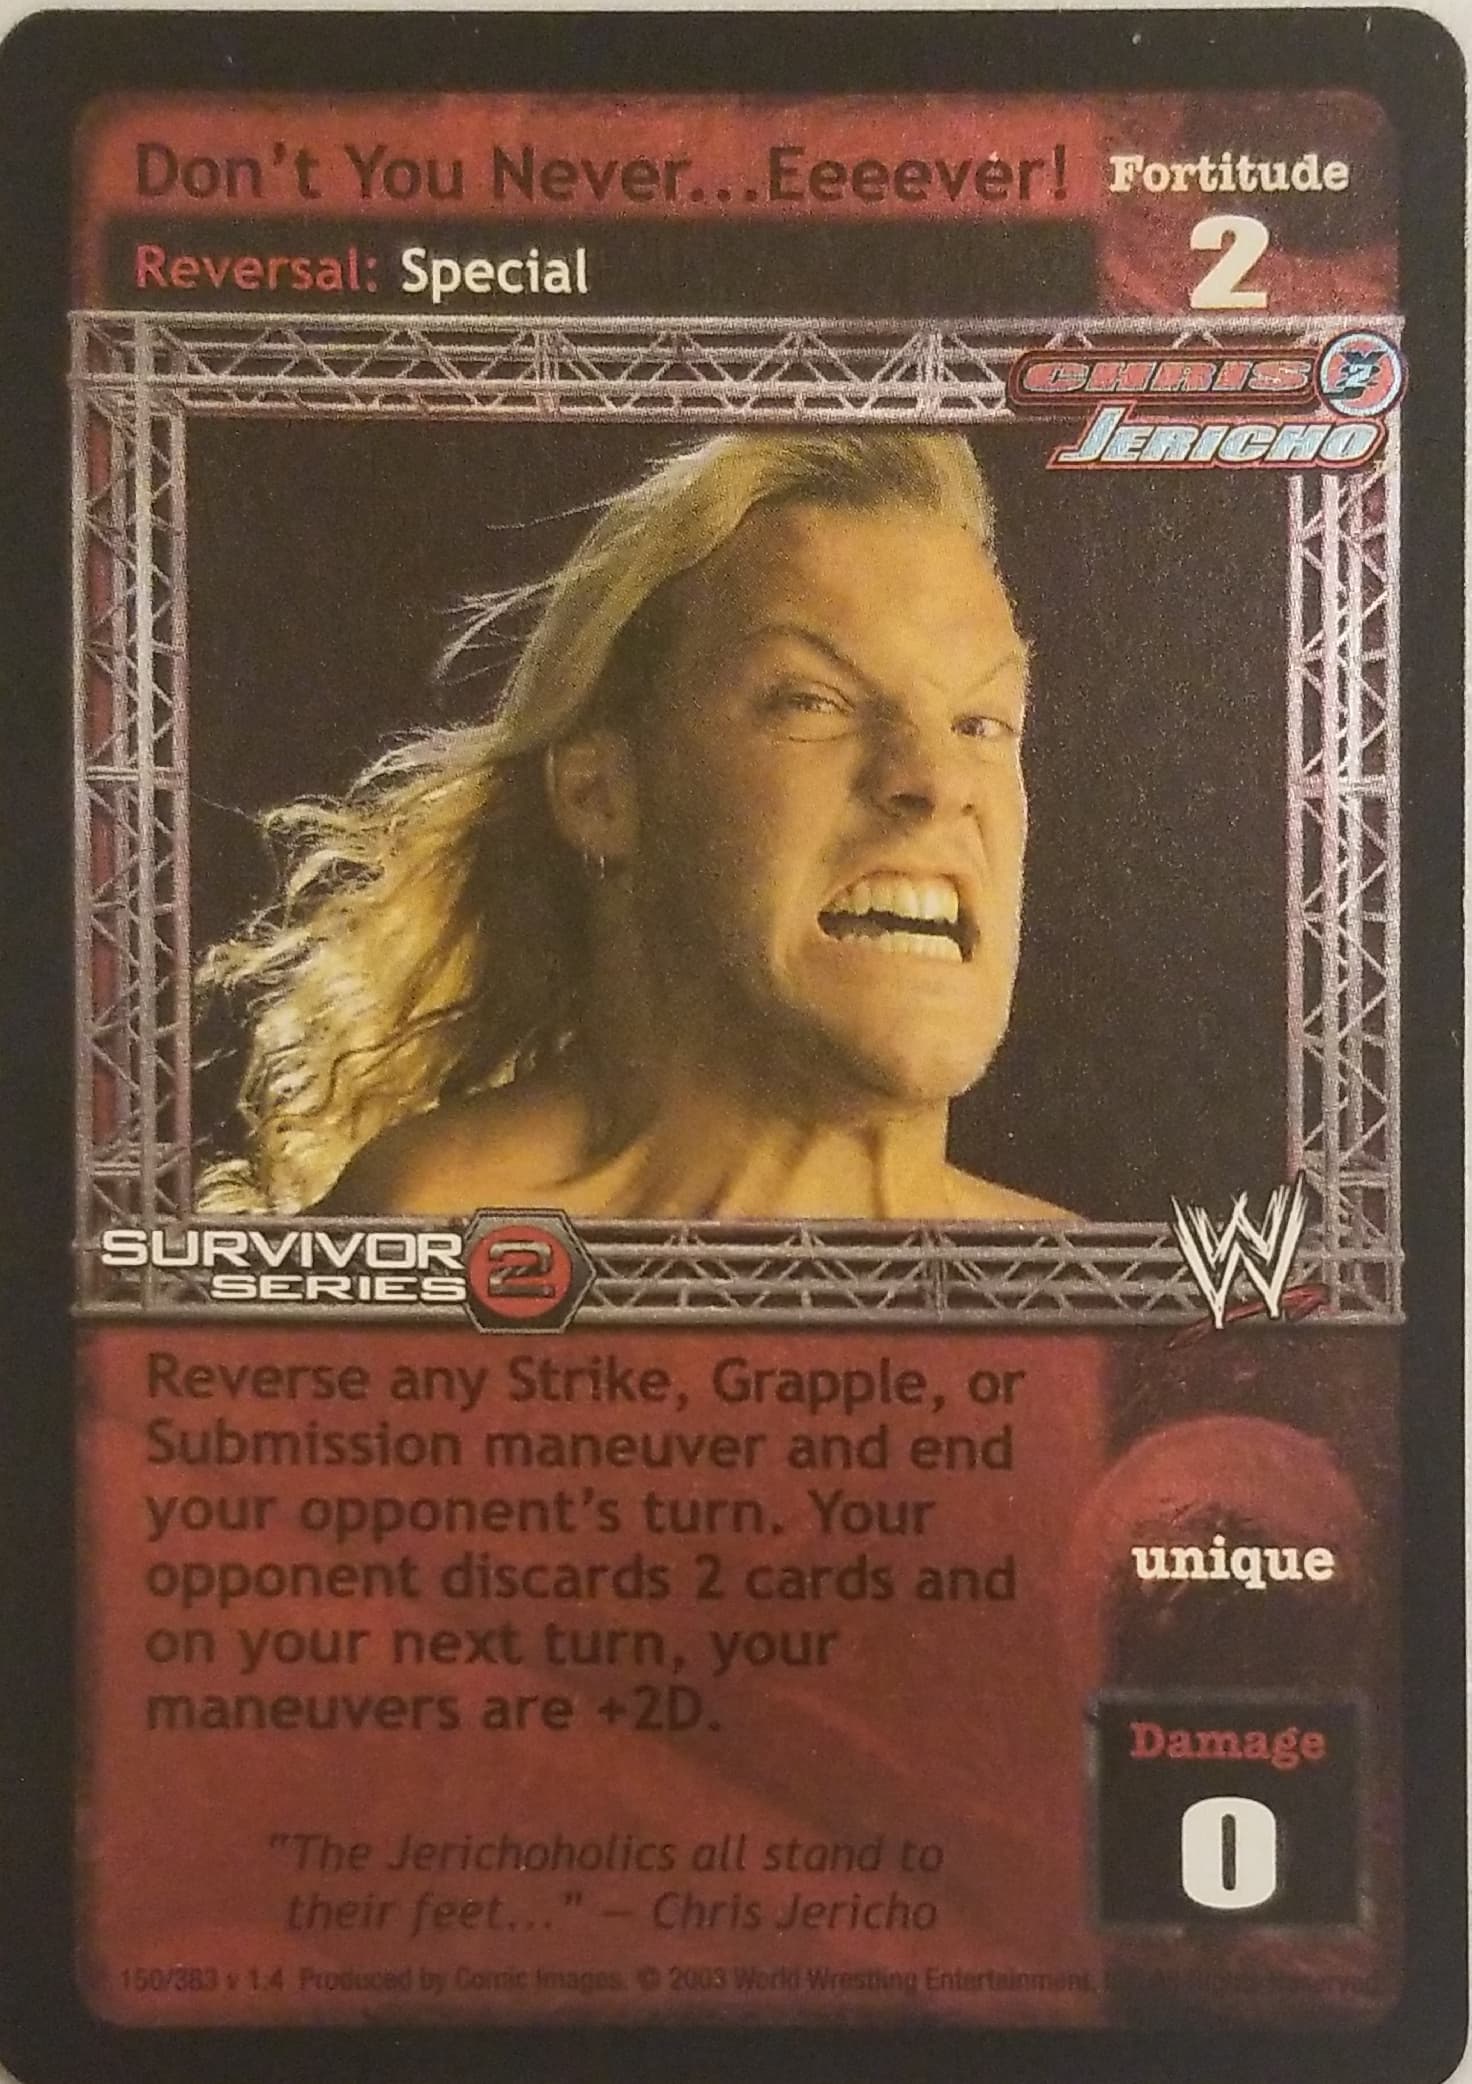 Don't You Never...Eeeever!
Fortitude
2
Reversal: Special
CHRIS Y2J
JERICHO
SURVIVOR
SERIES 2
W
Reverse any Strike, Grapple, or
Submission maneuver and end
your opponent's turn. Your
opponent discards 2 cards and
on your next turn, your
maneuvers are +2D.
unique
Damage
0
"The Jerichoholics all stand to
their feet..." – Chris Jericho
150/383 v 1.4 Produced by Comic Images. © 2003 World Wrestling Entertainment, All Rights Reserved